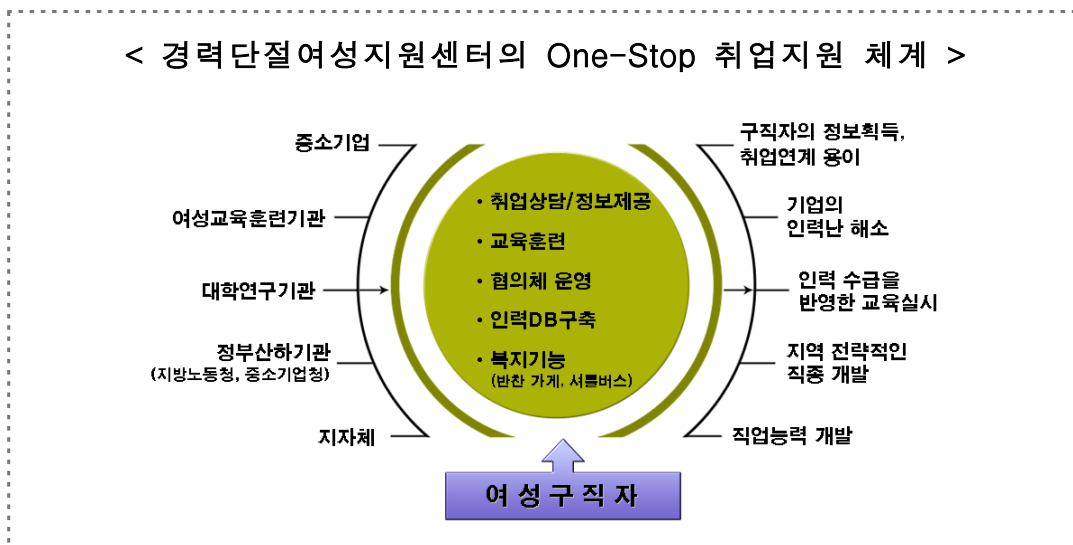 < 경력단절여성지원센터의 One-Stop 취업지원 체계 >
중소기업
여성교육훈련기관
대학연구기관
정부산하기관
(지방노동청, 중소기업청)
지자체
• 취업상담/정보제공
• 교육훈련
• 협의체 운영
• 인력DB구축
• 복지기능
(반찬 가게, 셔틀버스)
구직자의 정보획득,
취업연계 용이
기업의
인력난 해소
인력 수급을
반영한 교육실시
지역 전략적인
직종 개발
직업능력 개발
여성구직자